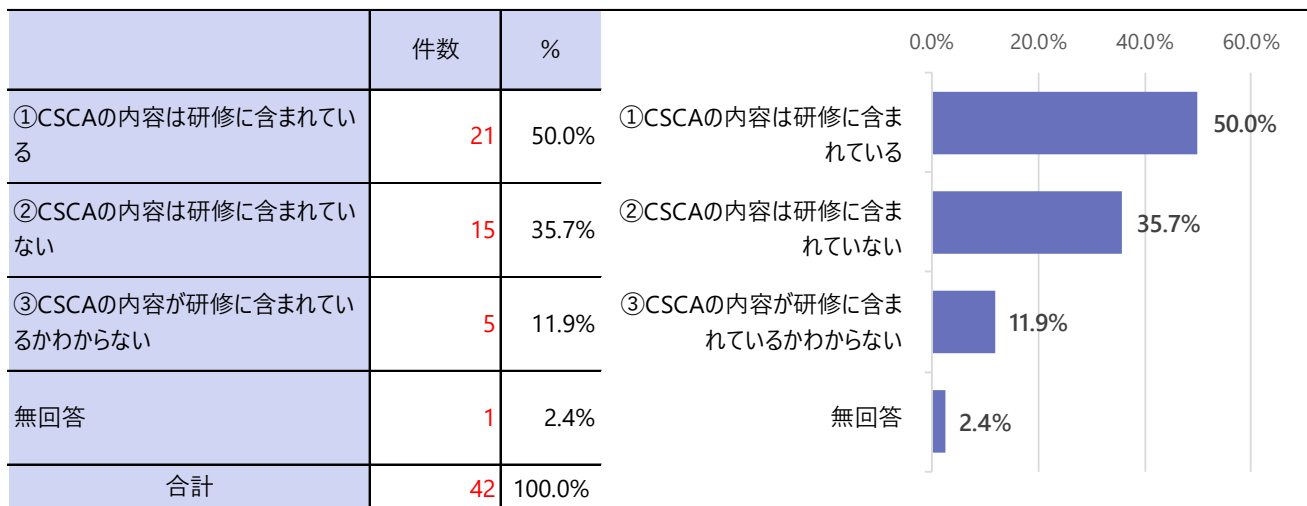 件数 %
①CSCAの内容は研修に含まれてい
る
21 50.0%
②CSCAの内容は研修に含まれてい
ない
15 35.7%
③CSCAの内容が研修に含まれてい
るかわからない
5 11.9%
無回答
1 2.4%
合計 42 100.0%
0.0% 20.0% 40.0% 60.0%
①CSCAの内容は研修に含ま
れている
50.0%
②CSCAの内容は研修に含ま
れていない
35.7%
③CSCAの内容が研修に含ま
れているかわからない
11.9%
無回答
2.4%